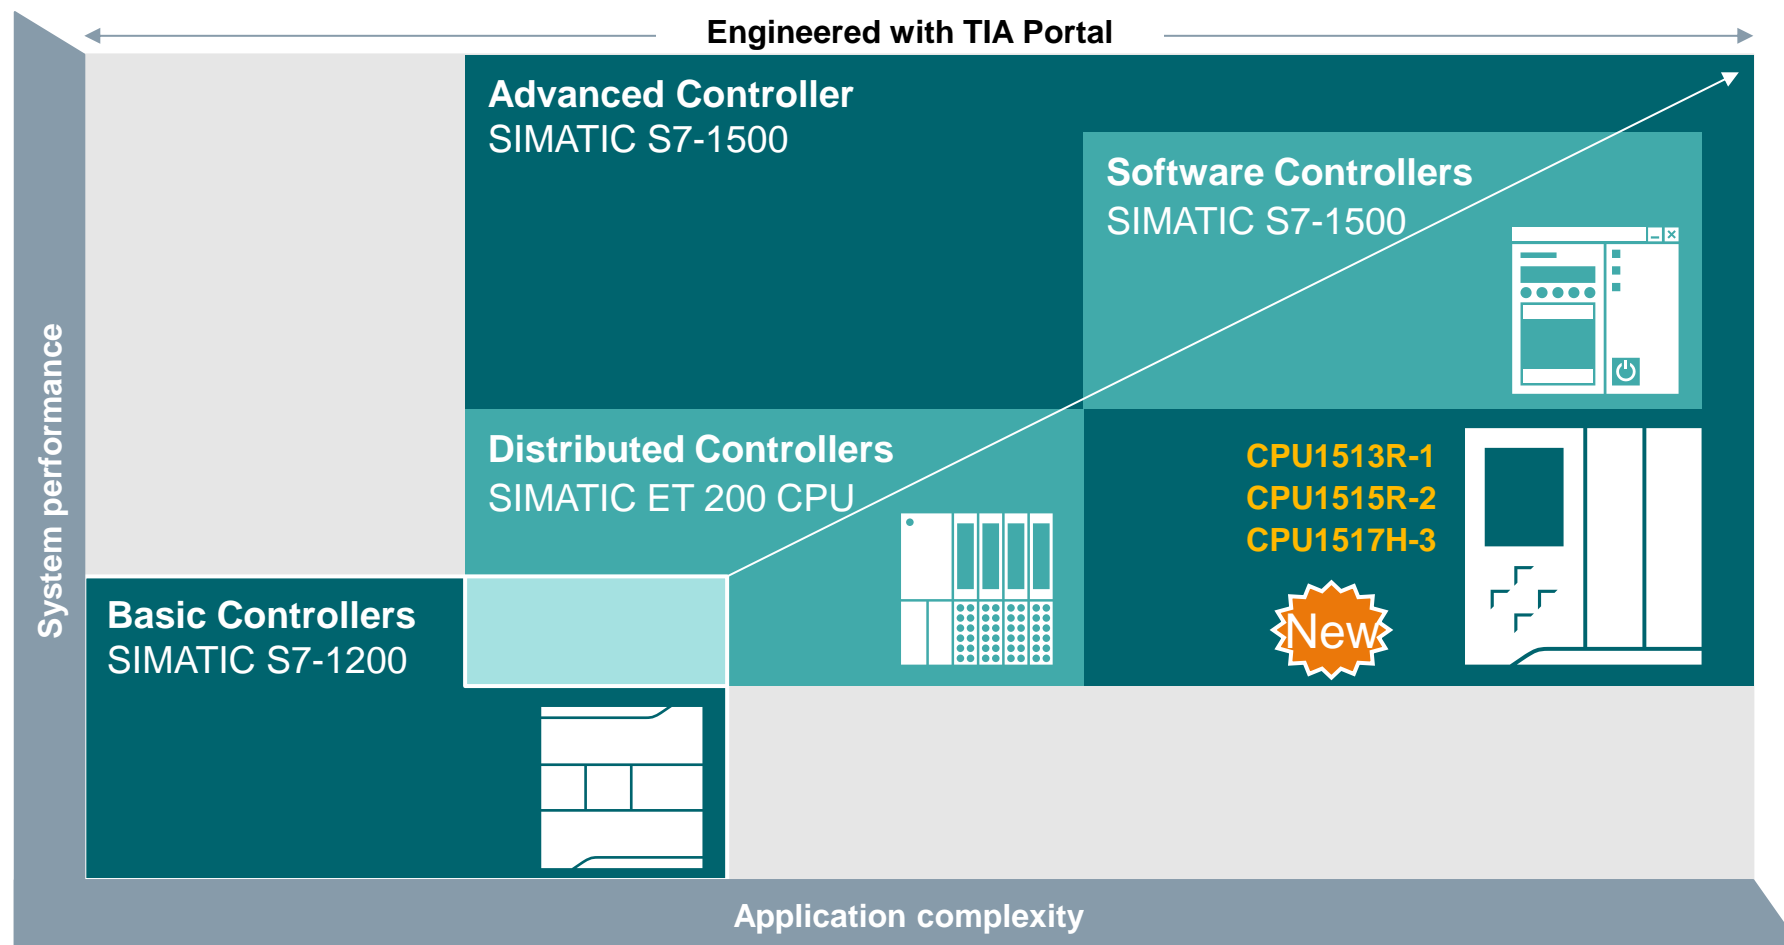 Engineered with TIA Portal
Advanced Controller
SIMATIC S7-1500
Software Controllers
SIMATIC S7-1500
Distributed Controllers
SIMATIC ET 200 CPU
CPU1513R-1
CPU1515R-2
CPU1517H-3
New
Basic Controllers
SIMATIC S7-1200
System performance
Application complexity